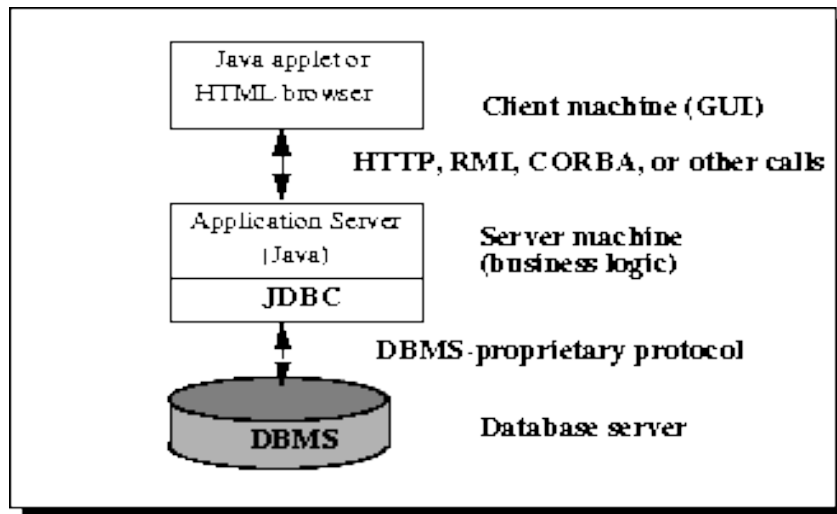 Java applet or
HTML browser
Client machine (GUI)
HTTP, RMI, CORBA, or other calls
Application Server
(Java)
Server machine
(business logic)
JDBC
DBMS-proprietary protocol
DBMS
Database server